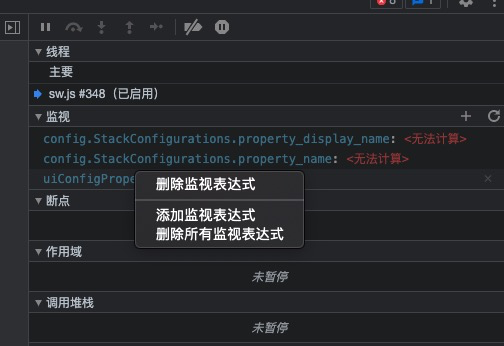 线程
主要
sw.js #348（已启用）
监视
config.StackConfigurations.property_display_name: <无法计算>
config.StackConfigurations.property_name: <无法计算>
uiConfigPrope
删除监视表达式
添加监视表达式
删除所有监视表达式
断点
作用域
未暂停
调用堆栈
未暂停